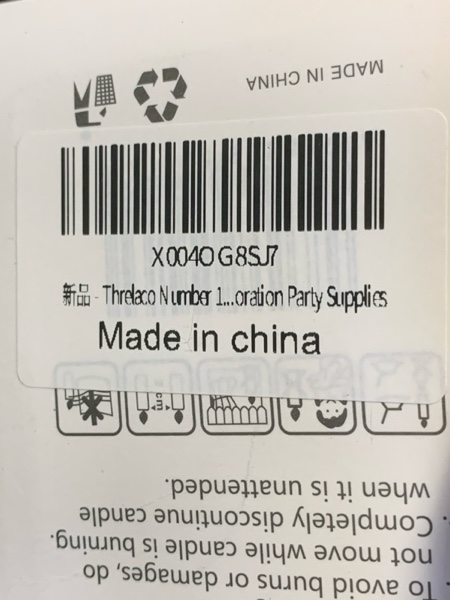 MADE IN CHINA
X004OG8SJ7
新品 - Threlaco Number 1...oration Party Supplies
Made in china
. To avoid burns or damages, do
not move while candle is burning.
. Completely discontinue candle
when it is unattended.